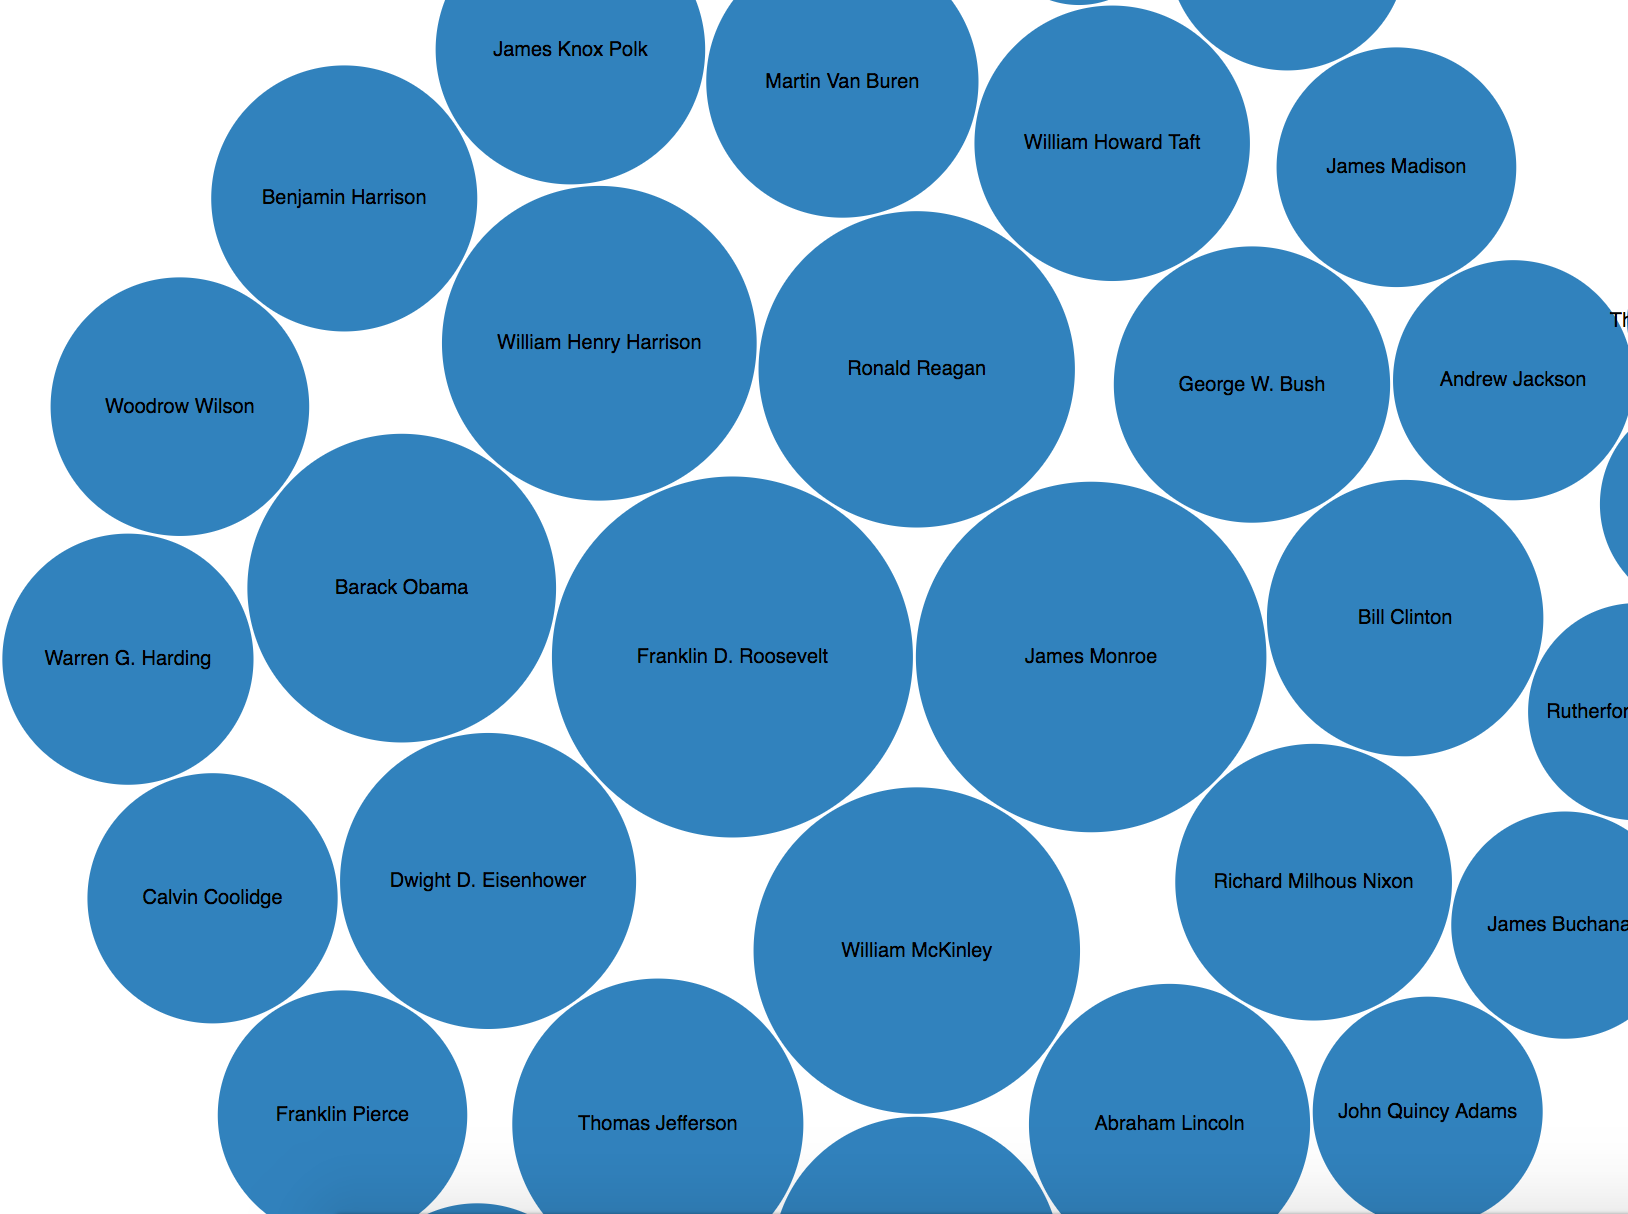 James Knox Polk
Martin Van Buren
William Howard Taft
James Madison
Benjamin Harrison
William Henry Harrison
Ronald Reagan
George W. Bush
Andrew Jackson
Th
Woodrow Wilson
Barack Obama
Bill Clinton
Warren G. Harding
Franklin D. Roosevelt
James Monroe
Rutherfor
Calvin Coolidge
Dwight D. Eisenhower
Richard Milhous Nixon
James Buchana
William McKinley
Franklin Pierce
Thomas Jefferson
Abraham Lincoln
John Quincy Adams